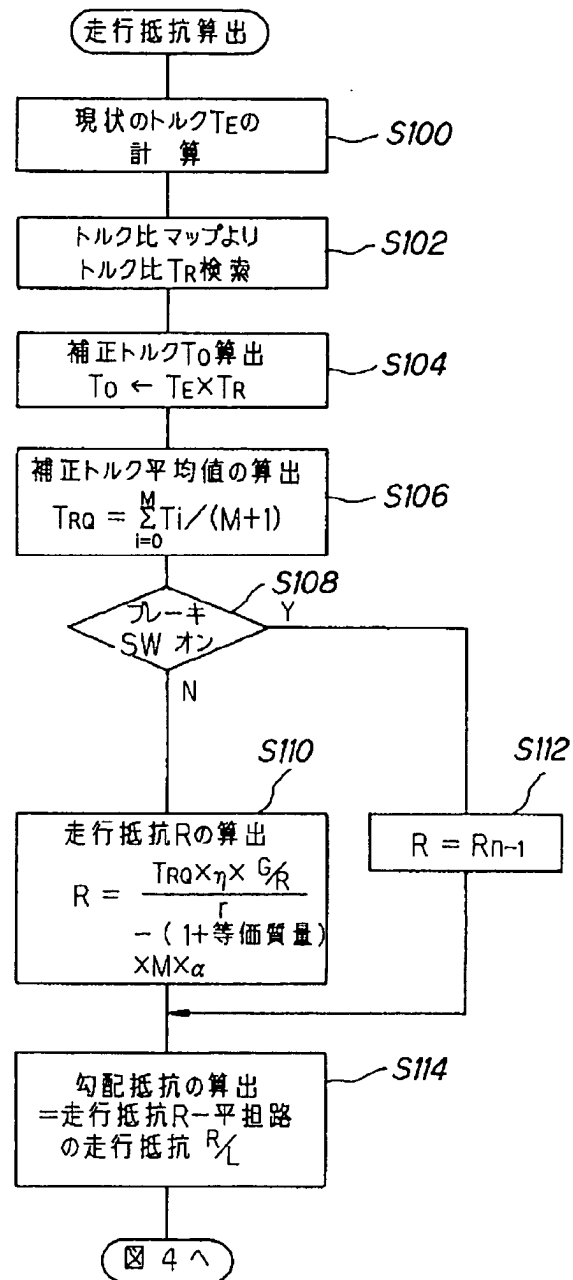 走行抵抗算出
現状のトルクTEの
計 算
S100
トルク比マップより
トルク比TR検索
S102
補正トルクTO算出
TO ← TE×TR
S104
補正トルク平均値の算出
TRQ = M∑i=0 Ti/(M+1)
S106
S108
ブレーキ
SW オン
Y
N
S110
走行抵抗Rの算出
R = TRQ×η×G/R
r
-(1+等価質量)
×M×α
S112
R = Rn-1
勾配抵抗の算出
=走行抵抗R-平担路
の走行抵抗 R/L
S114
図 4 へ